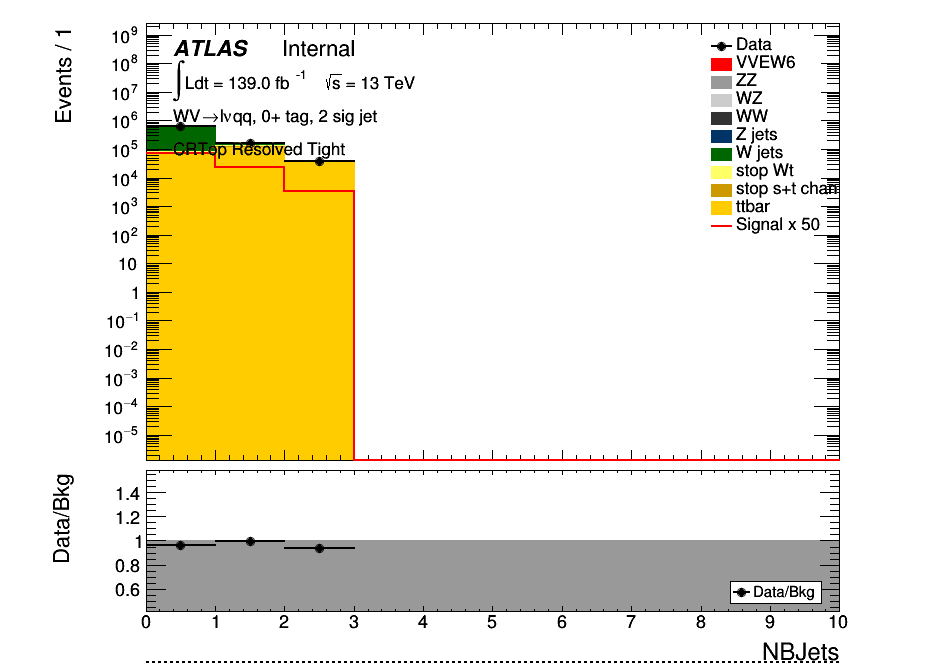 Events / 1
10⁹
10⁸
10⁷
10⁶
10⁵
10⁴
10³
10²
10
1
10⁻¹
10⁻²
10⁻³
10⁻⁴
10⁻⁵
ATLAS Internal
∫Ldt = 139.0 fb⁻¹ √s = 13 TeV
WV→lνqq, 0+ tag, 2 sig jet
CRTop Resolved Tight
Data
VVEW6
ZZ
WZ
WW
Z jets
W jets
stop Wt
stop s+t chan
ttbar
Signal x 50
Data/Bkg
1.4
1.2
1
0.8
0.6
Data/Bkg
0 1 2 3 4 5 6 7 8 9 10
NBJets